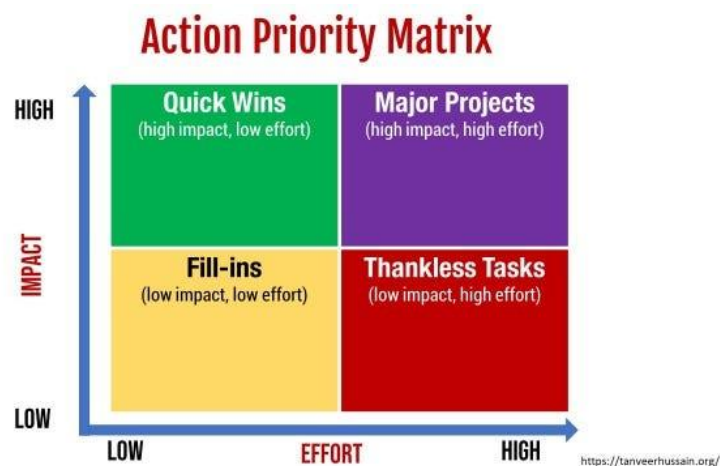 Action Priority Matrix
HIGH
Quick Wins
(high impact, low effort)
Major Projects
(high impact, high effort)
IMPACT
Fill-ins
(low impact, low effort)
Thankless Tasks
(low impact, high effort)
LOW
LOW
EFFORT
HIGH
https://tanveerhussain.org/